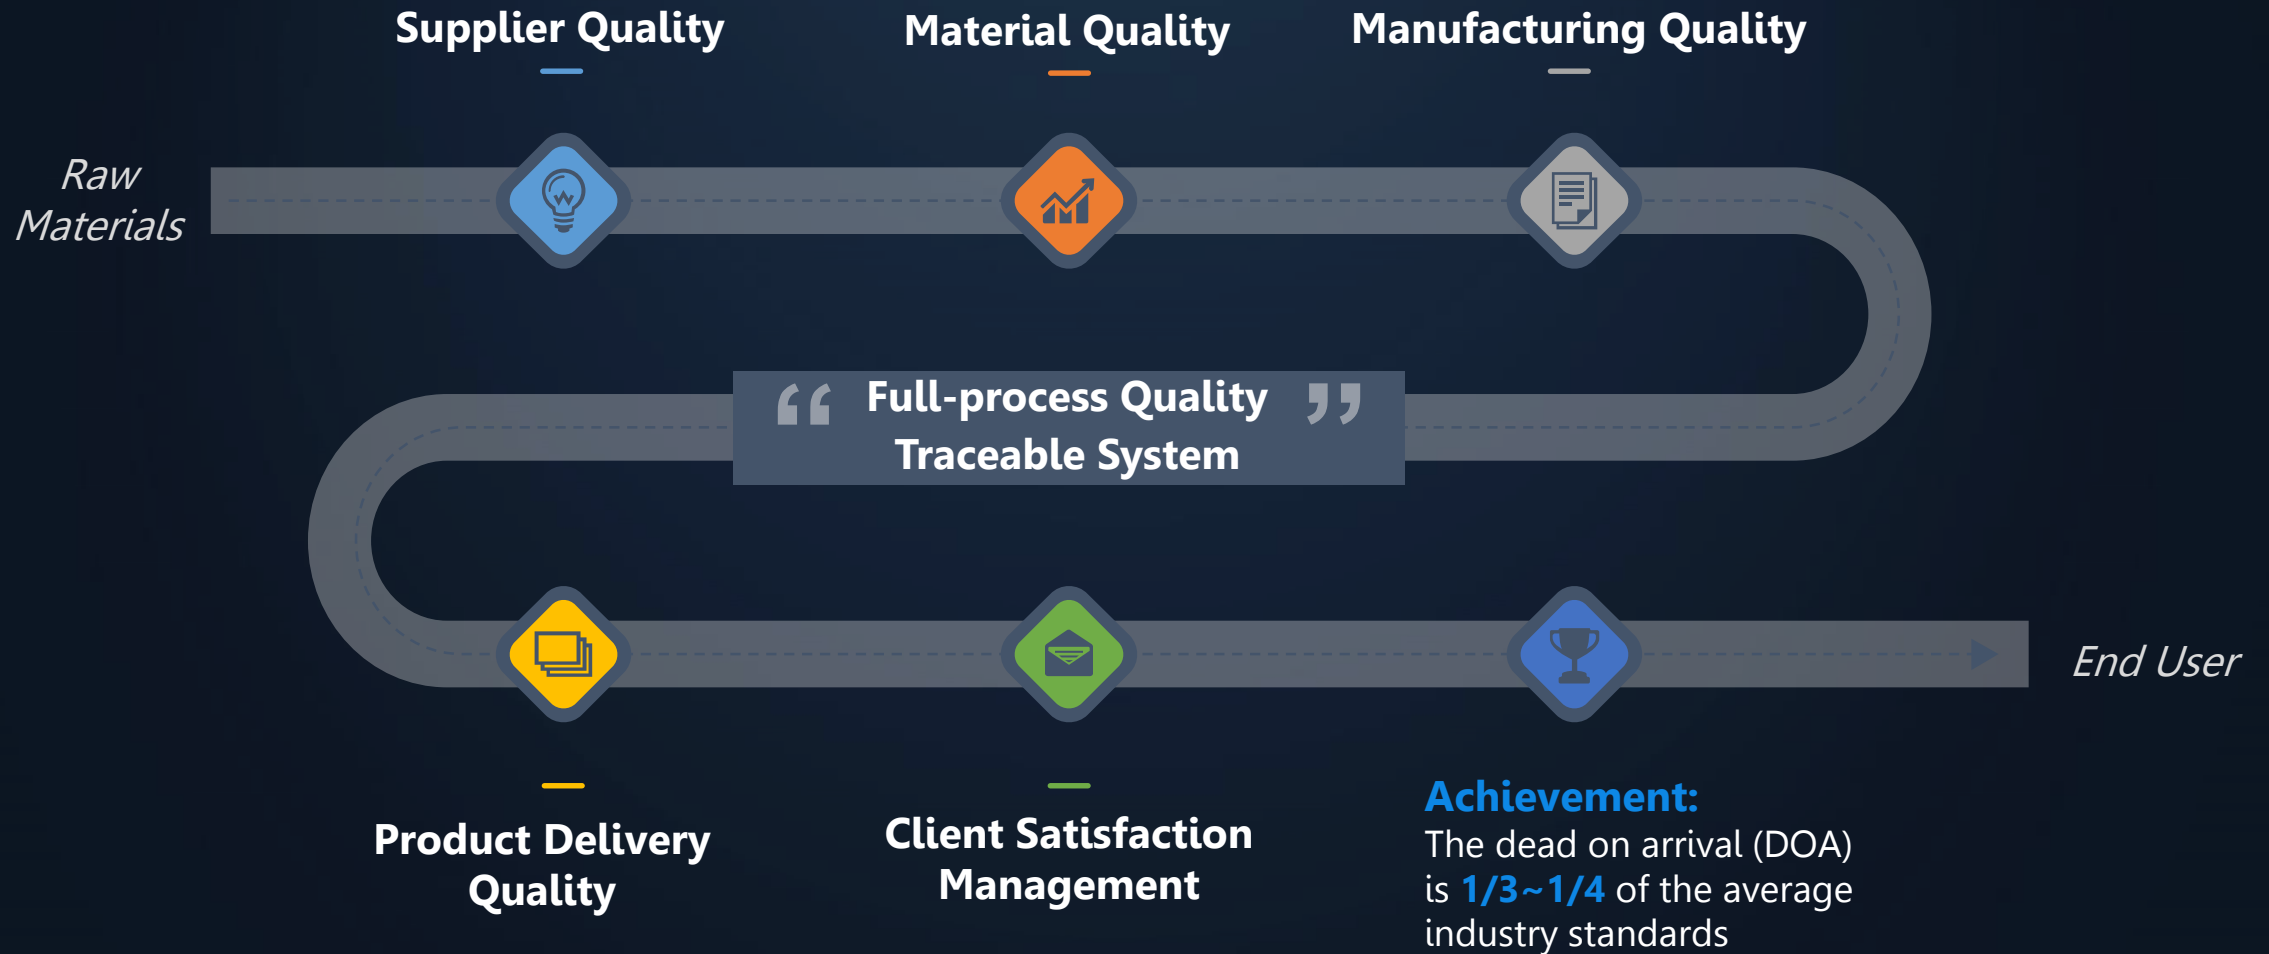 Supplier Quality
Material Quality
Manufacturing Quality
Raw
Materials
“ Full-process Quality ”
Traceable System
End User
Product Delivery
Quality
Client Satisfaction
Management
Achievement:
The dead on arrival (DOA)
is 1/3~1/4 of the average
industry standards